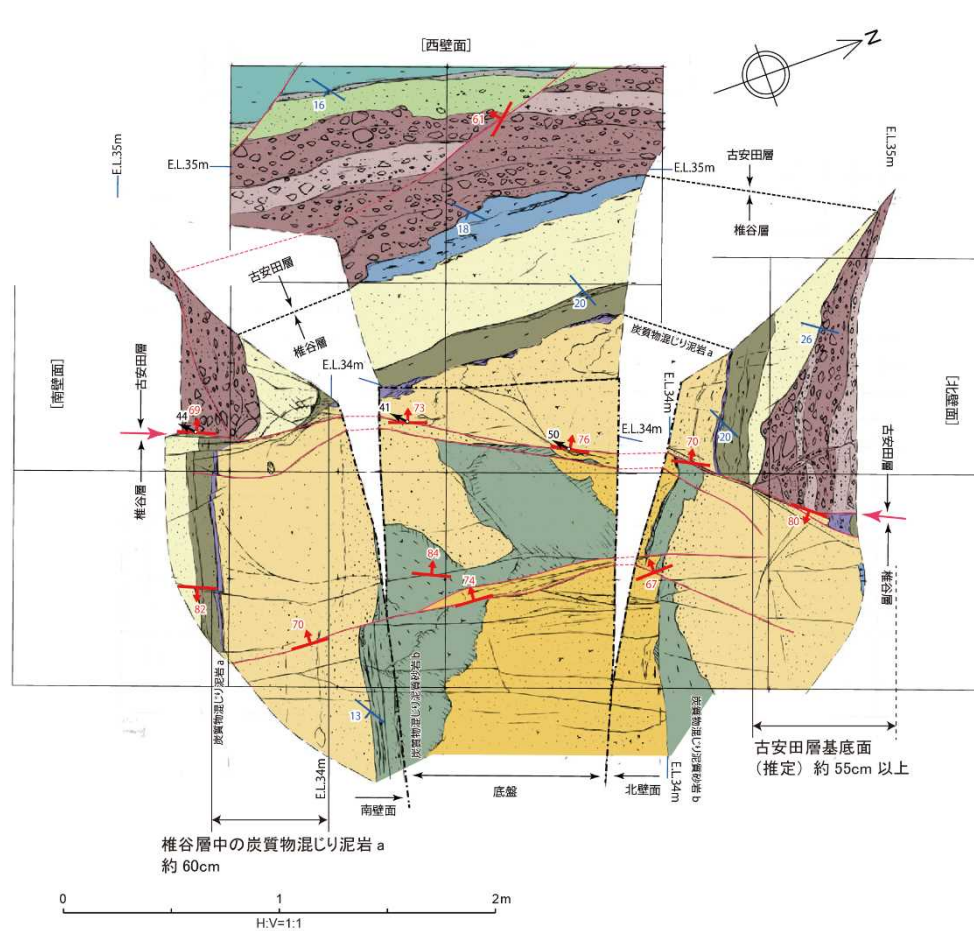 [西壁面]
N
16
61
E.L.35m
E.L.35m
E.L.35m
E.L.35m
古安田層
椎谷層
18
古安田層
椎谷層
20
炭質物混じり泥岩 a
26
E.L.34m
E.L.34m
[南壁面]
古安田層
椎谷層
44
69
41
73
50
76
E.L.34m
70
20
[北壁面]
古安田層
椎谷層
80
84
74
67
82
70
13
炭質物混じり泥岩 a
E.L.34m
炭質物混じり泥質砂岩 b
E.L.34m
炭質物混じり泥質砂岩 b
南壁面
底盤
北壁面
古安田層基底面
（推定）約 55cm 以上
椎谷層中の炭質物混じり泥岩 a
約 60cm
0
1
2m
H:V=1:1